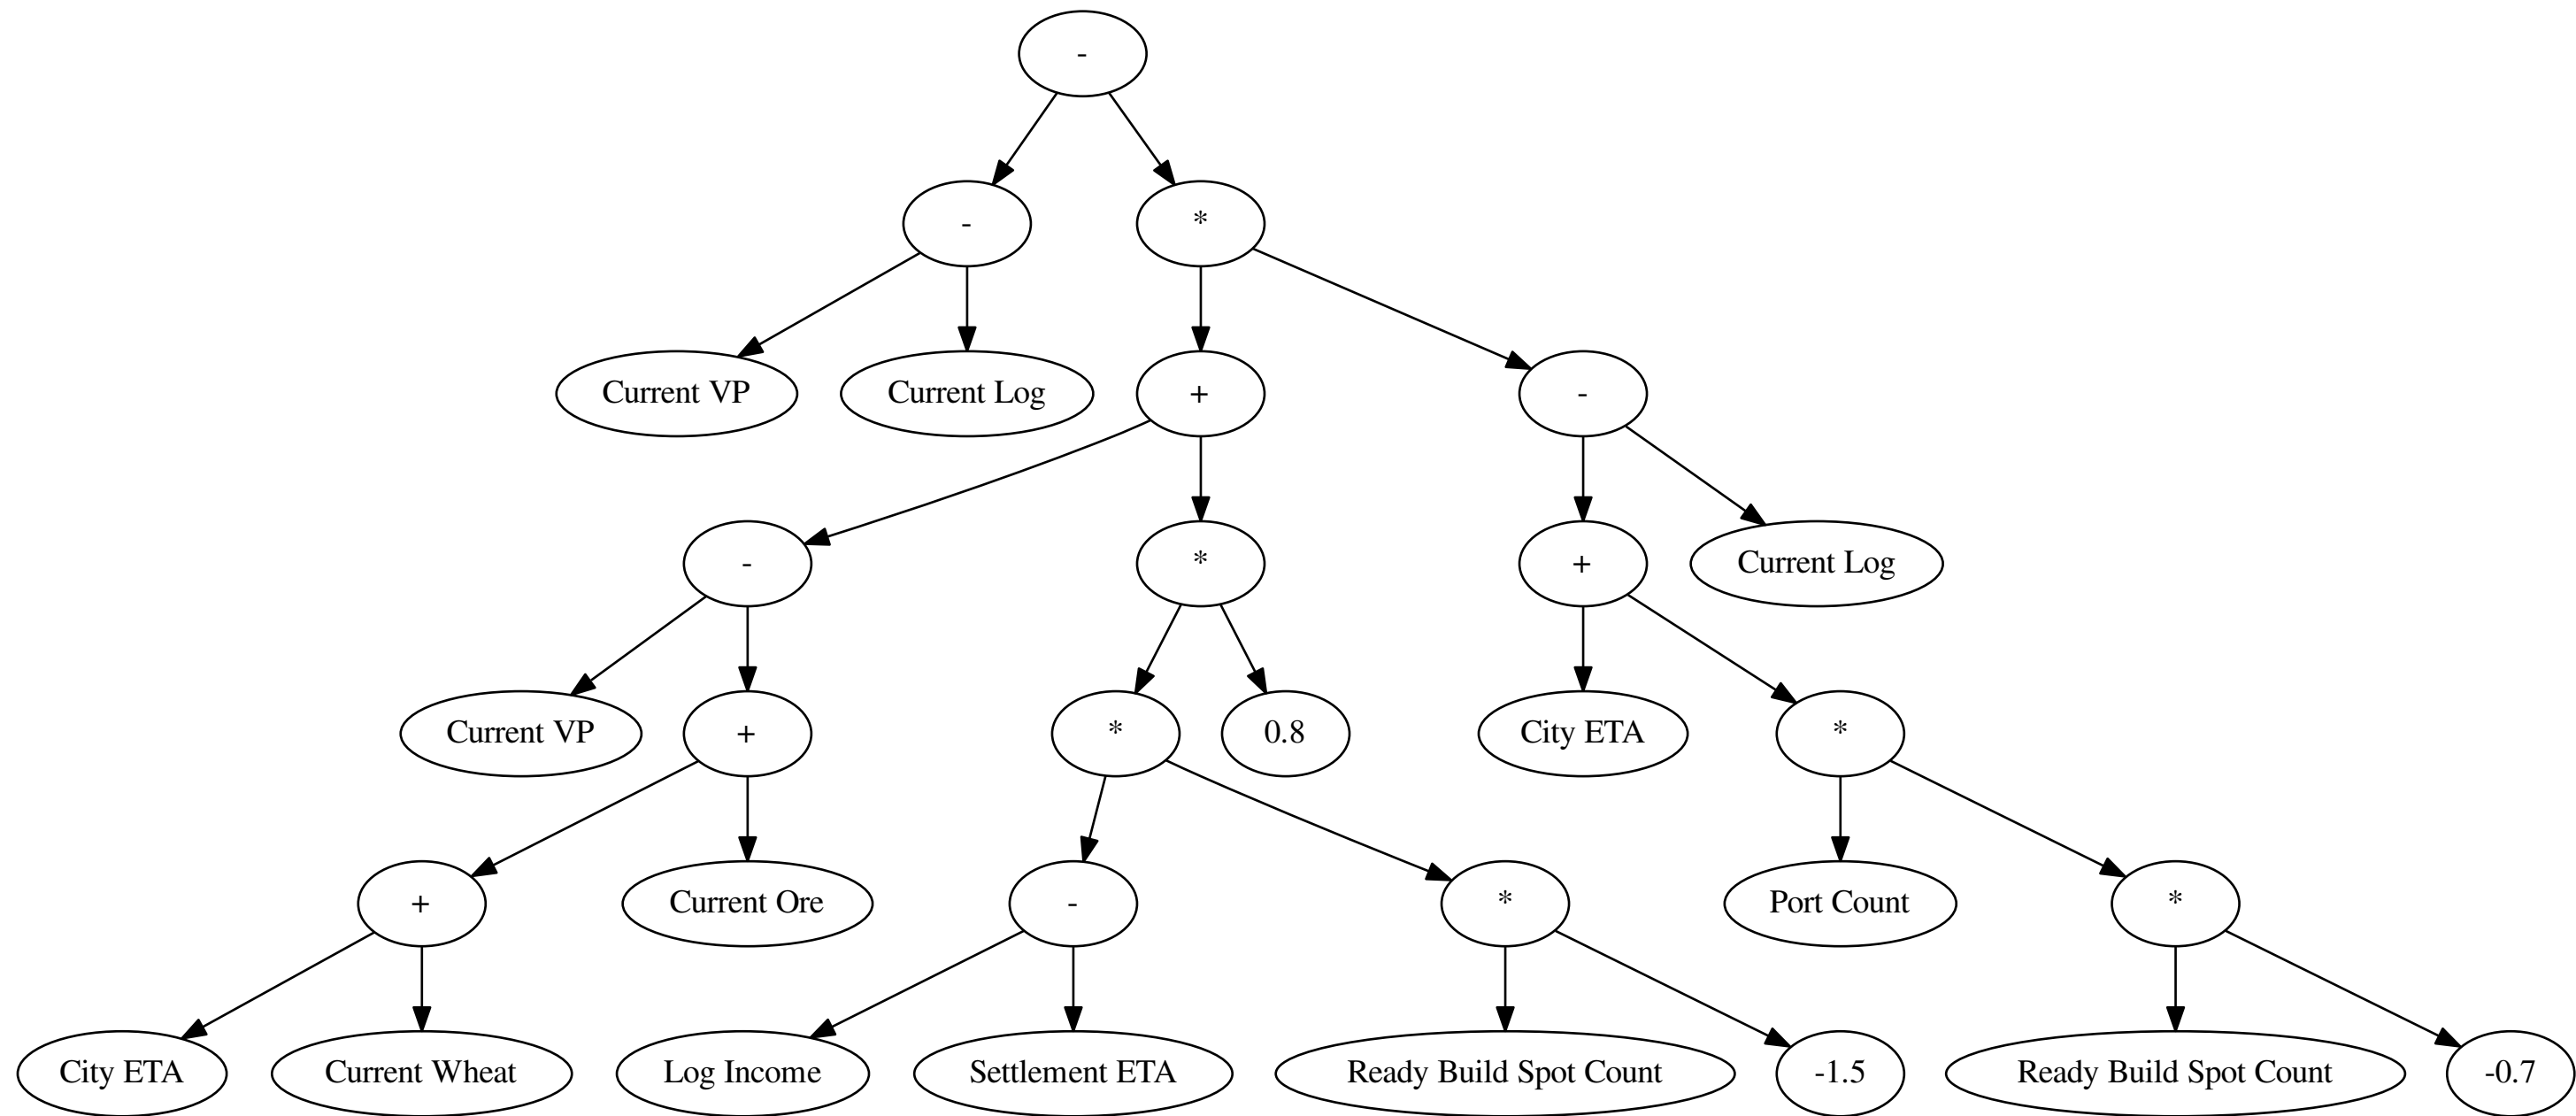 -
- *
Current VP Current Log + -
- * + Current Log
Current VP + * 0.8 City ETA *
+ Current Ore - * Port Count *
City ETA Current Wheat Log Income Settlement ETA Ready Build Spot Count -1.5 Ready Build Spot Count -0.7